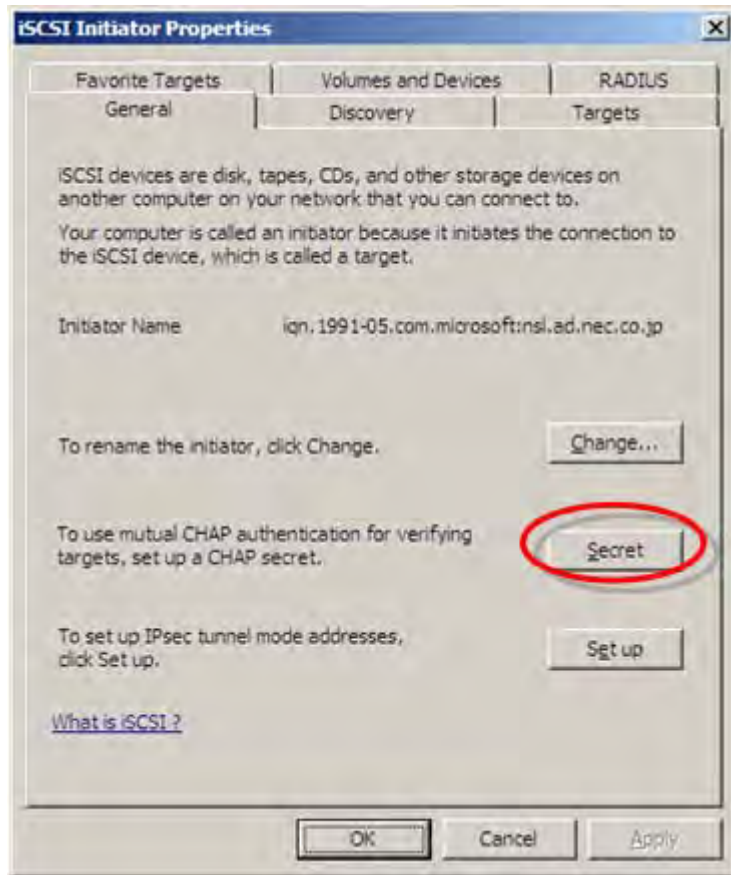 iSCSI Initiator Properties
Favorite Targets Volumes and Devices RADIUS
General Discovery Targets
iSCSI devices are disk, tapes, CDs, and other storage devices on
another computer on your network that you can connect to.
Your computer is called an initiator because it initiates the connection to
the iSCSI device, which is called a target.
Initiator Name iqn.1991-05.com.microsoft:nsl.ad.nec.co.jp
To rename the initiator, click Change.
Change...
To use mutual CHAP authentication for verifying
targets, set up a CHAP secret.
Secret
To set up IPsec tunnel mode addresses,
click Set up.
Set up
What is iSCSI ?
OK Cancel Apply